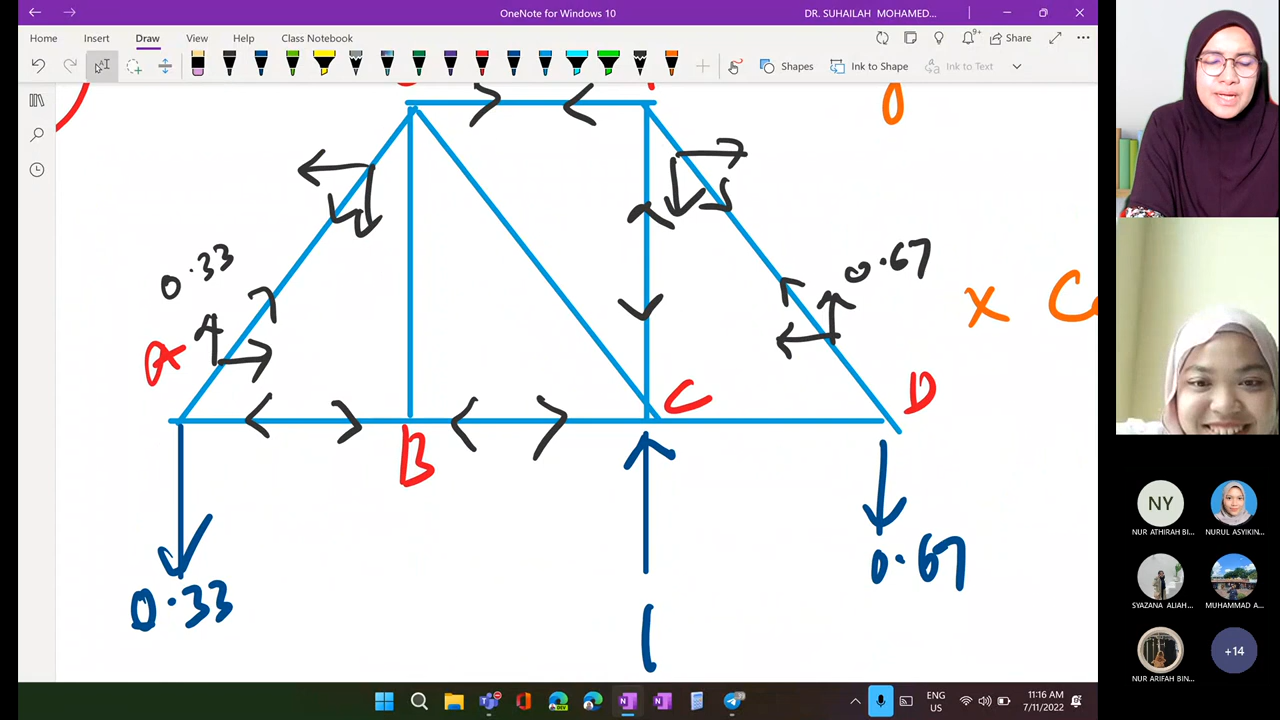 OneNote for Windows 10
DR. SUHAILAH MOHAMED...
Home Insert Draw View Help Class Notebook
9+ Share
Shapes Ink to Shape Ink to Text
0.33
0.67
A
x C
C
D
B
0.33
0.67
1
NY
NUR ATHIRAH BI...
NURUL ASYIKIN...
SYAZANA ALIAH...
MUHAMMAD A...
NUR ARIFAH BIN...
+14
ENG
US
11:16 AM
7/11/2022